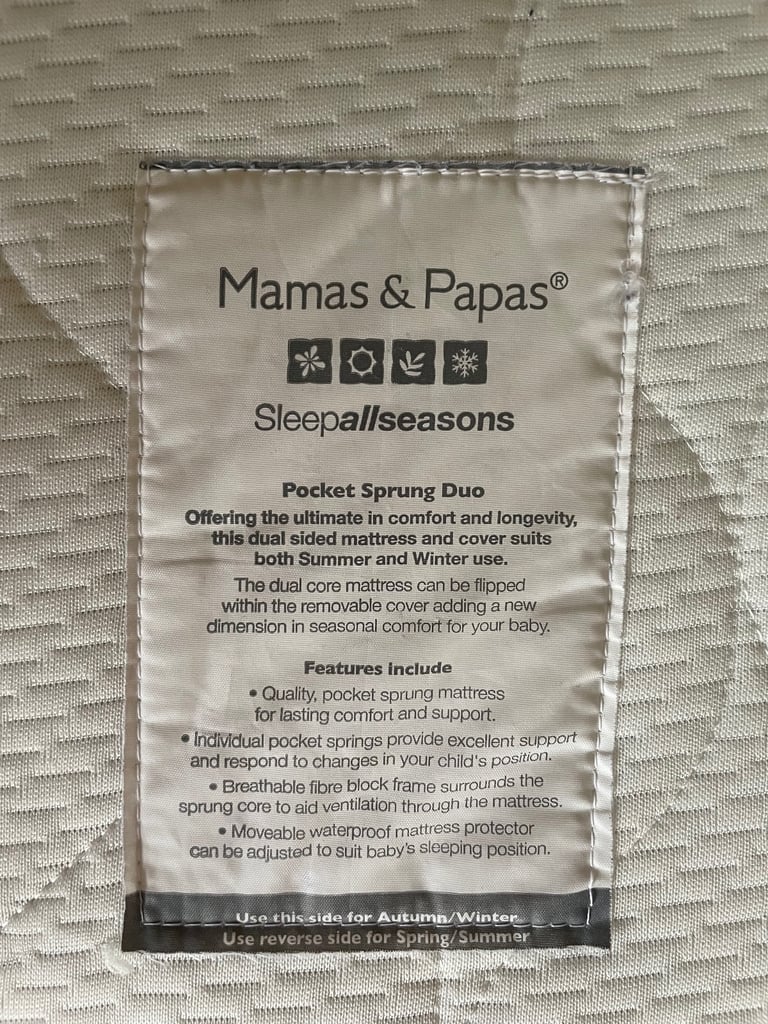 Mamas & Papas®
Sleepallseasons
Pocket Sprung Duo
Offering the ultimate in comfort and longevity,
this dual sided mattress and cover suits
both Summer and Winter use.
The dual core mattress can be flipped
within the removable cover adding a new
dimension in seasonal comfort for your baby.
Features include
• Quality, pocket sprung mattress
for lasting comfort and support.
• Individual pocket springs provide excellent support
and respond to changes in your child's position.
• Breathable fibre block frame surrounds the
sprung core to aid ventilation through the mattress.
• Moveable waterproof mattress protector
can be adjusted to suit baby's sleeping position.
Use this side for Autumn/Winter
Use reverse side for Spring/Summer